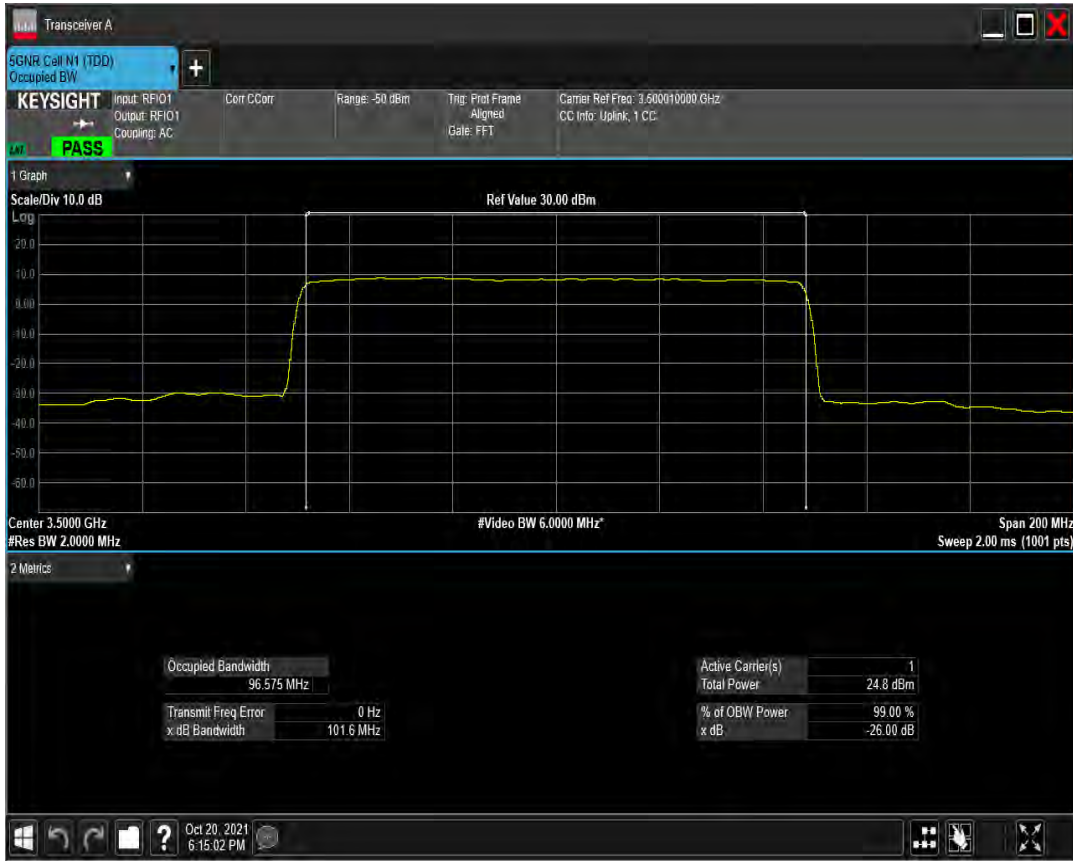 Transceiver A
5GNR Cell N1 (TDD)
Occupied BW
+
KEYSIGHT
Input: RFIO1
Output: RFIO1
Coupling: AC
Corr CCorr
Range: -50 dBm
Trig: Prot Frame
Aligned
Gate: FFT
Carrier Ref Freq: 3.500010000 GHz
CC Info: Uplink, 1 CC
PASS
1 Graph
Scale/Div 10.0 dB
Ref Value 30.00 dBm
Log
20.0
10.0
0.00
-10.0
-20.0
-30.0
-40.0
-50.0
-60.0
Center 3.5000 GHz
#Video BW 6.0000 MHz*
Span 200 MHz
#Res BW 2.0000 MHz
Sweep 2.00 ms (1001 pts)
2 Metrics
Occupied Bandwidth
96.575 MHz
Transmit Freq Error 0 Hz
x dB Bandwidth 101.6 MHz
Active Carrier(s) 1
Total Power 24.8 dBm
% of OBW Power 99.00 %
x dB -26.00 dB
?
Oct 20, 2021
6:15:02 PM